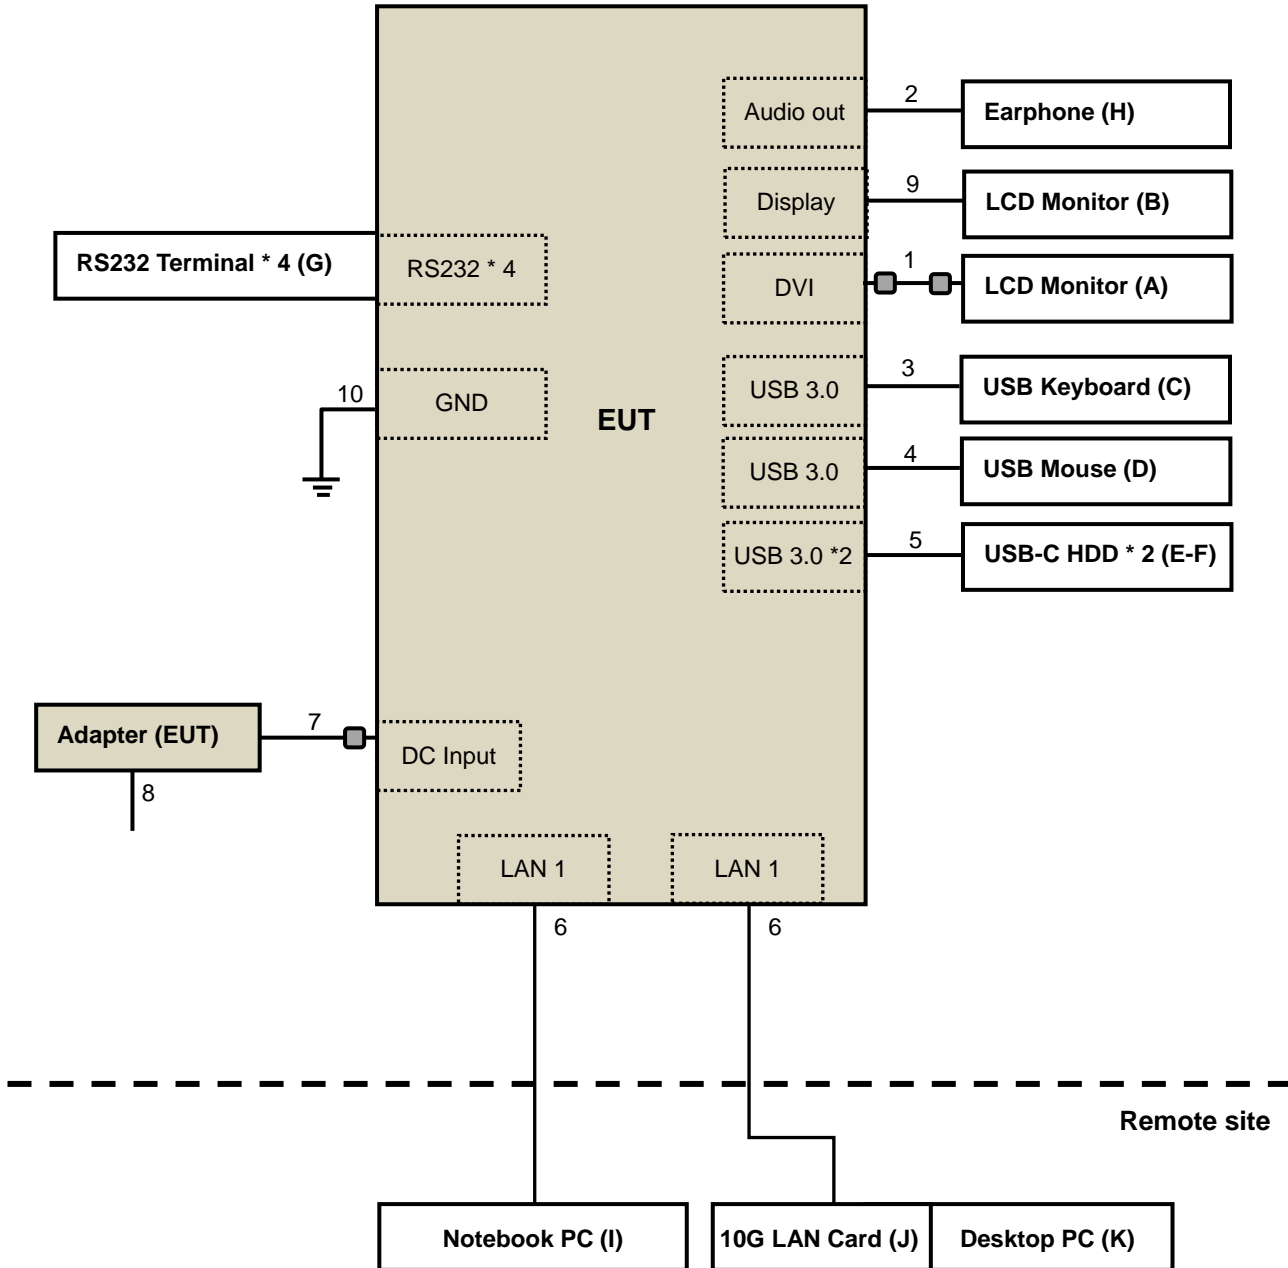 Audio out
2
Earphone (H)
Display
9
LCD Monitor (B)
RS232 Terminal * 4 (G)
RS232 * 4
DVI
1
LCD Monitor (A)
10
GND
EUT
USB 3.0
3
USB Keyboard (C)
USB 3.0
4
USB Mouse (D)
USB 3.0 *2
5
USB-C HDD * 2 (E-F)
Adapter (EUT)
7
DC Input
8
LAN 1
LAN 1
6
6
Remote site
Notebook PC (I)
10G LAN Card (J)
Desktop PC (K)